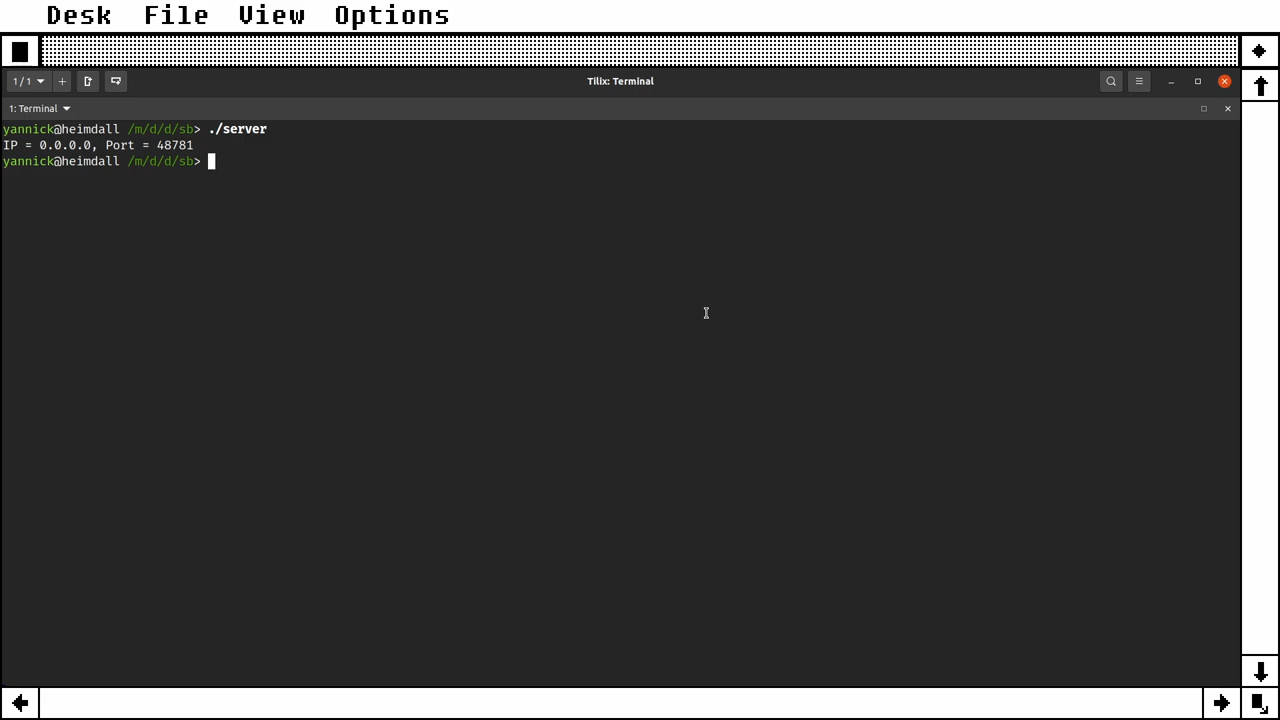 Desk File View Options
1 / 1
Tilix: Terminal
1: Terminal
yannick@heimdall /m/d/d/sb> ./server
IP = 0.0.0.0, Port = 48781
yannick@heimdall /m/d/d/sb>